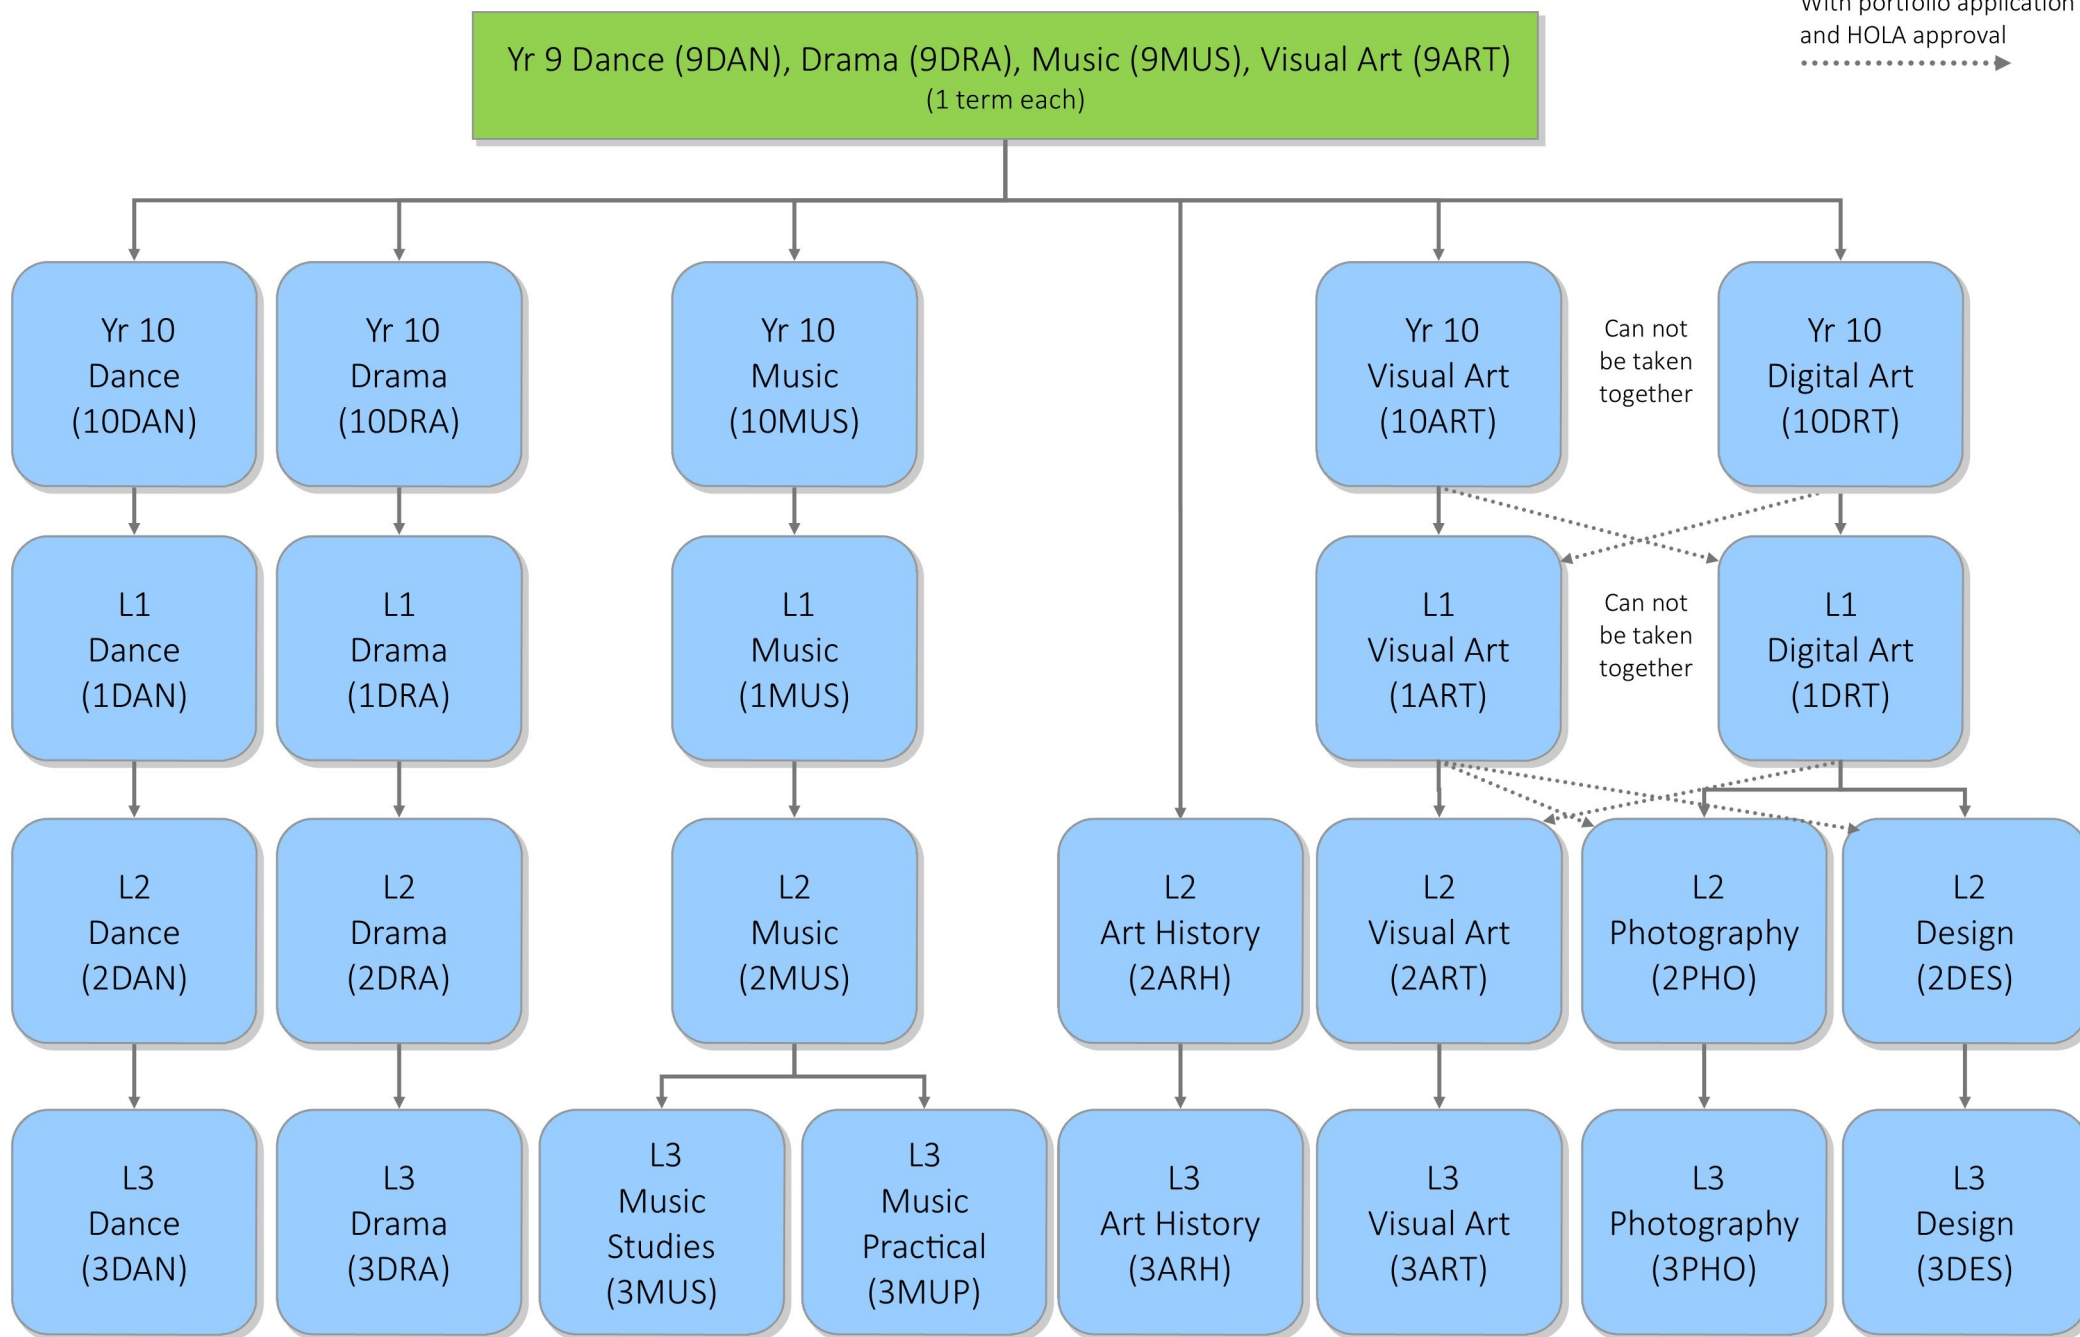 With portfolio application
and HOLA approval
Yr 9 Dance (9DAN), Drama (9DRA), Music (9MUS), Visual Art (9ART)
(1 term each)
Yr 10
Dance
(10DAN)
Yr 10
Drama
(10DRA)
Yr 10
Music
(10MUS)
Yr 10
Visual Art
(10ART)
Can not
be taken
together
Yr 10
Digital Art
(10DRT)
L1
Dance
(1DAN)
L1
Drama
(1DRA)
L1
Music
(1MUS)
L1
Visual Art
(1ART)
Can not
be taken
together
L1
Digital Art
(1DRT)
L2
Dance
(2DAN)
L2
Drama
(2DRA)
L2
Music
(2MUS)
L2
Art History
(2ARH)
L2
Visual Art
(2ART)
L2
Photography
(2PHO)
L2
Design
(2DES)
L3
Dance
(3DAN)
L3
Drama
(3DRA)
L3
Music
Studies
(3MUS)
L3
Music
Practical
(3MUP)
L3
Art History
(3ARH)
L3
Visual Art
(3ART)
L3
Photography
(3PHO)
L3
Design
(3DES)